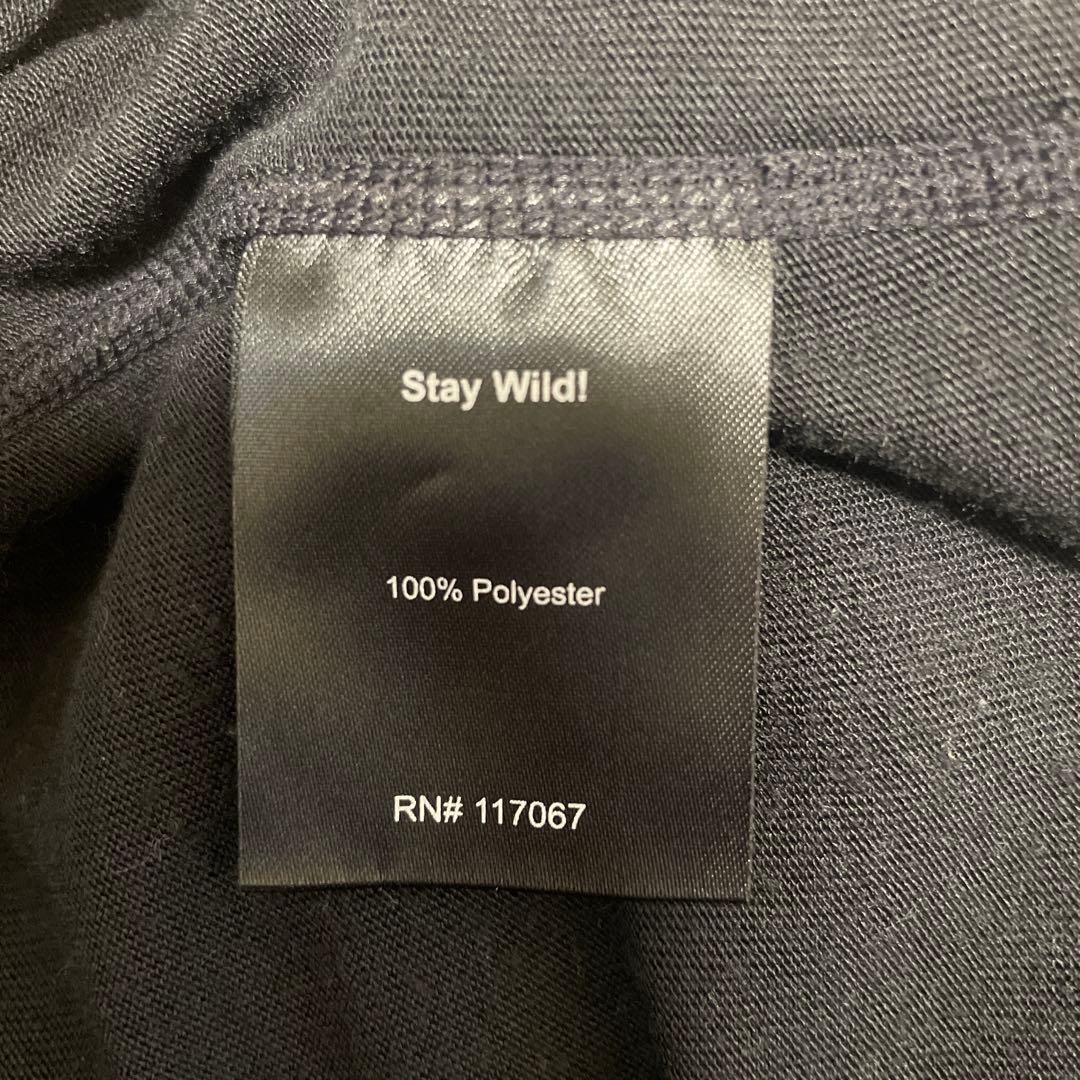 Stay Wild!
100% Polyester
RN# 117067